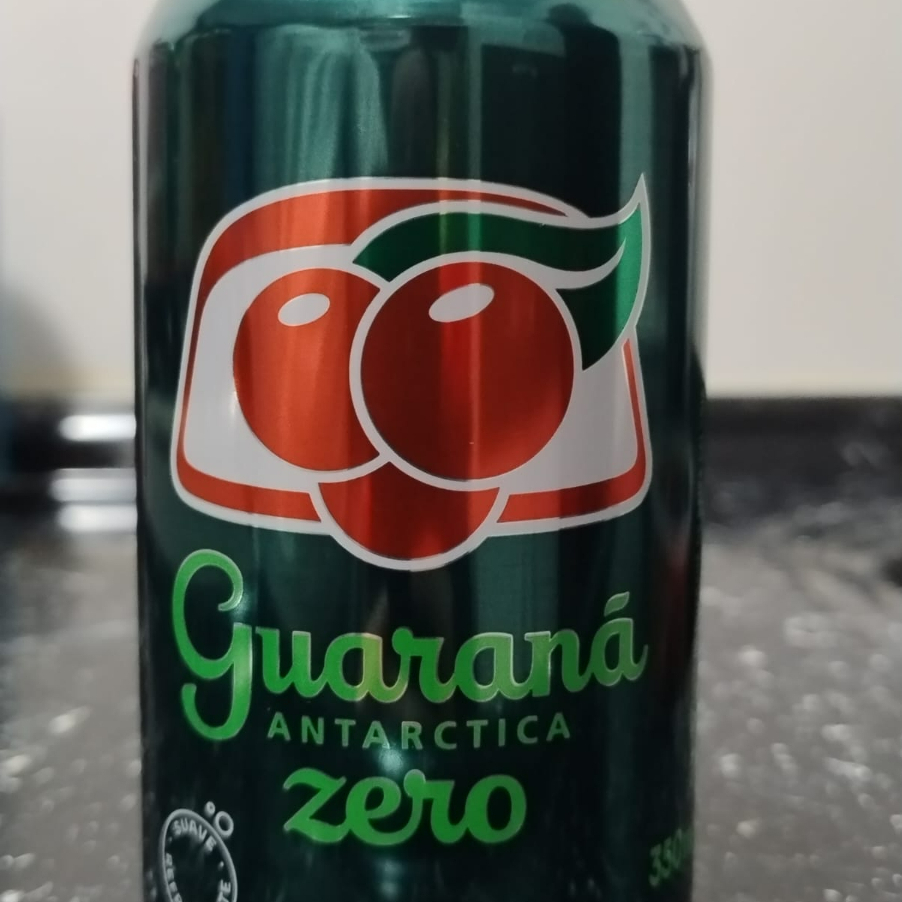 Guaraná
ANTARCTICA
zero
SUAVE